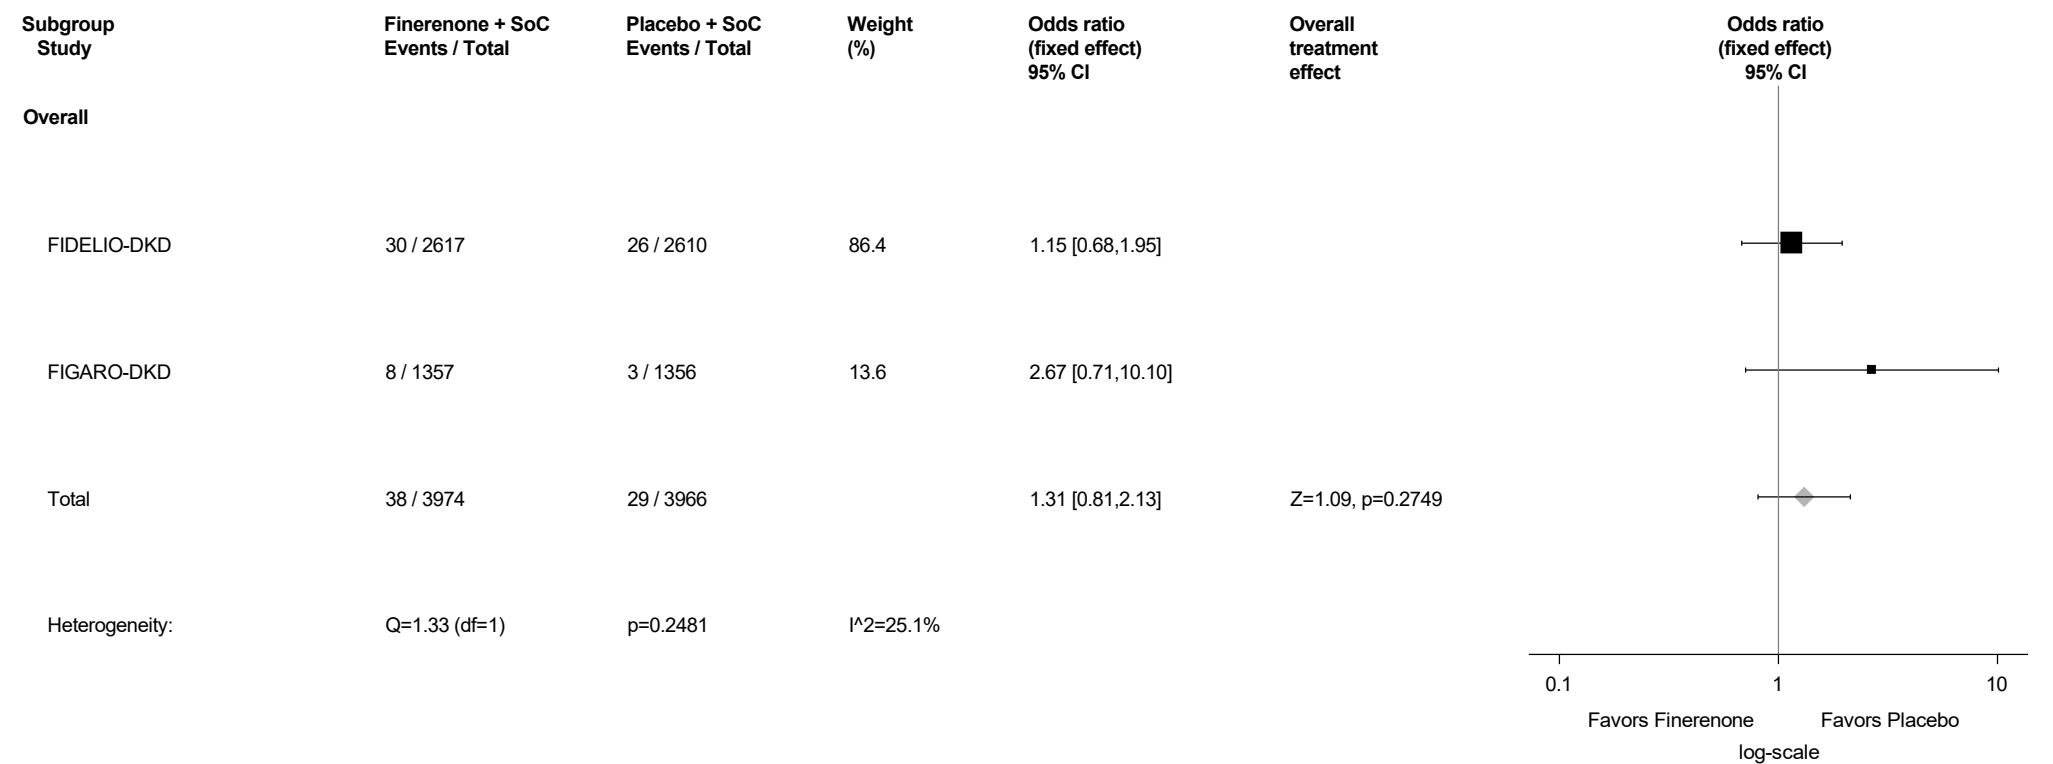 Subgroup Finerenone + SoC Placebo + SoC Weight Odds ratio Overall Odds ratio
Study Events / Total Events / Total (%) (fixed effect) treatment (fixed effect)
95% CI effect 95% CI
Overall
FIDELIO-DKD 30 / 2617 26 / 2610 86.4 1.15 [0.68,1.95]
FIGARO-DKD 8 / 1357 3 / 1356 13.6 2.67 [0.71,10.10]
Total 38 / 3974 29 / 3966 1.31 [0.81,2.13] Z=1.09, p=0.2749
Heterogeneity: Q=1.33 (df=1) p=0.2481 I^2=25.1%
0.1 1 10
Favors Finerenone Favors Placebo
log-scale